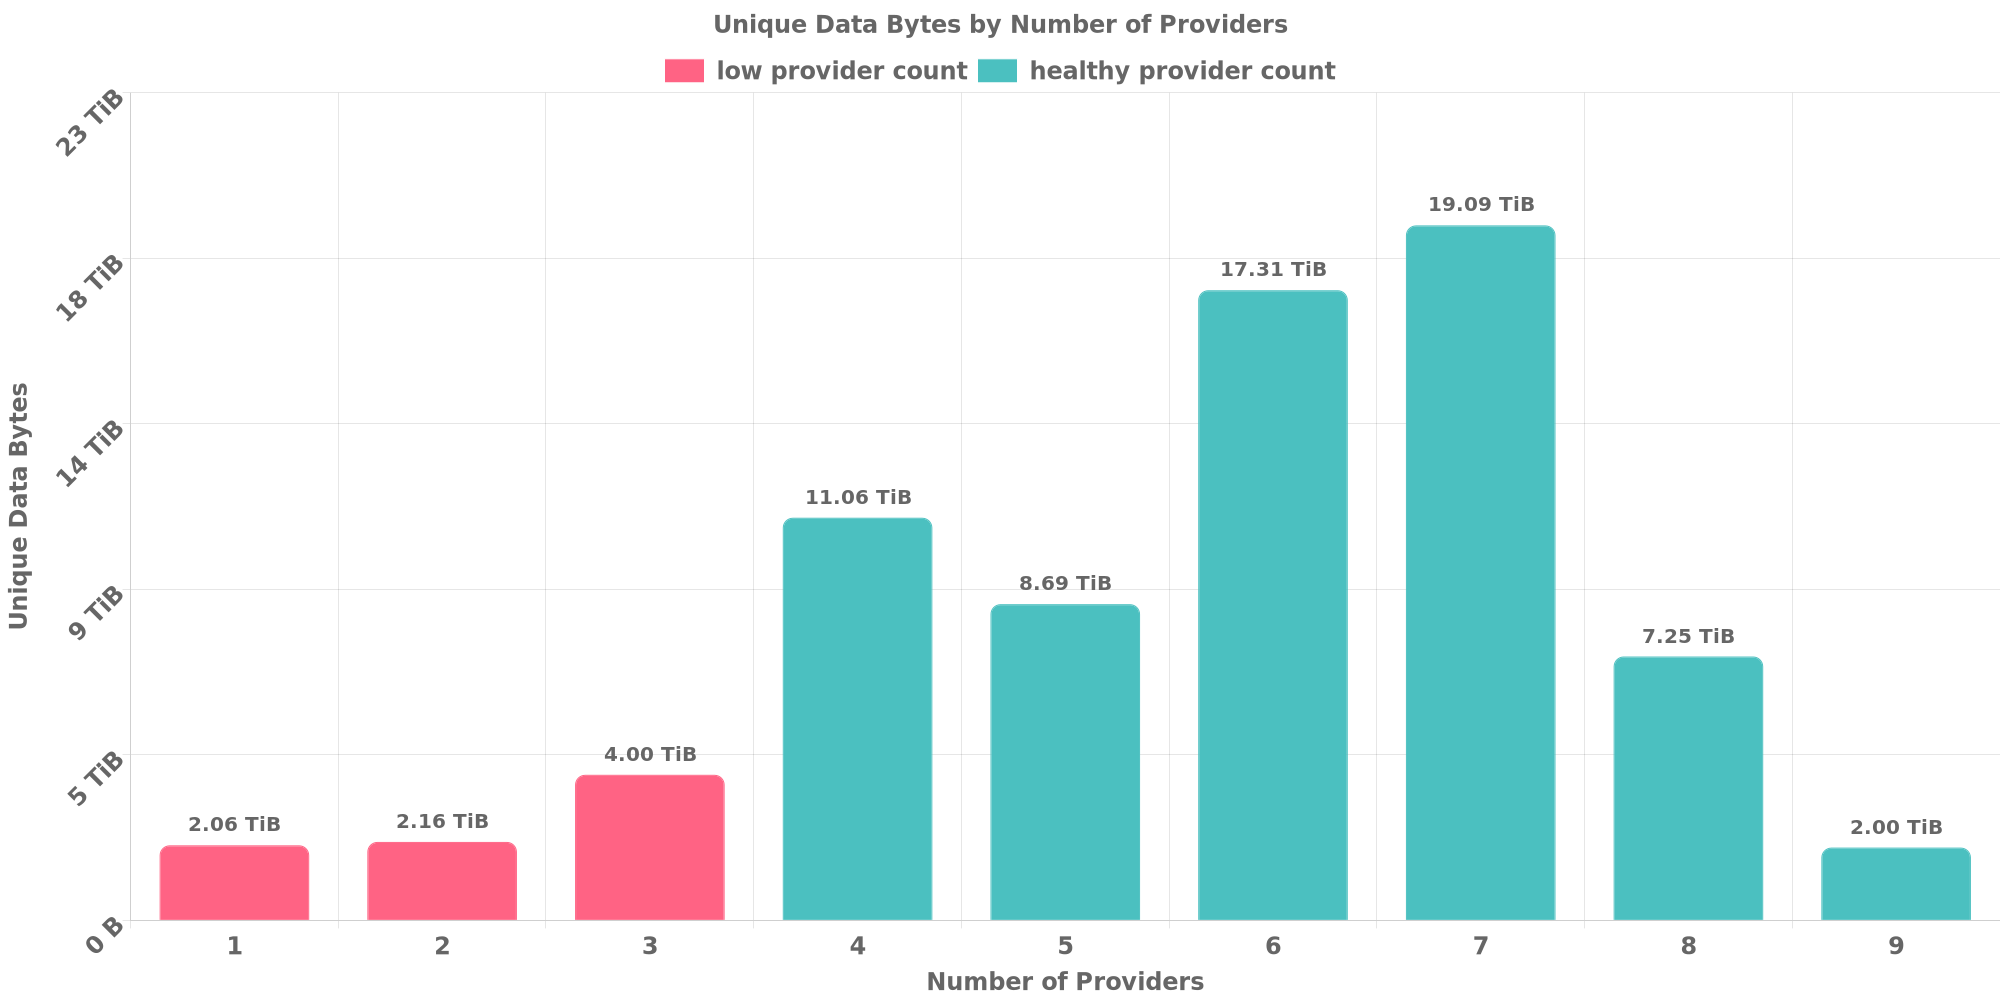 Unique Data Bytes by Number of Providers
low provider count healthy provider count
23 TiB
18 TiB
14 TiB
9 TiB
5 TiB
0 B
Unique Data Bytes
2.06 TiB
2.16 TiB
4.00 TiB
11.06 TiB
8.69 TiB
17.31 TiB
19.09 TiB
7.25 TiB
2.00 TiB
1 2 3 4 5 6 7 8 9
Number of Providers